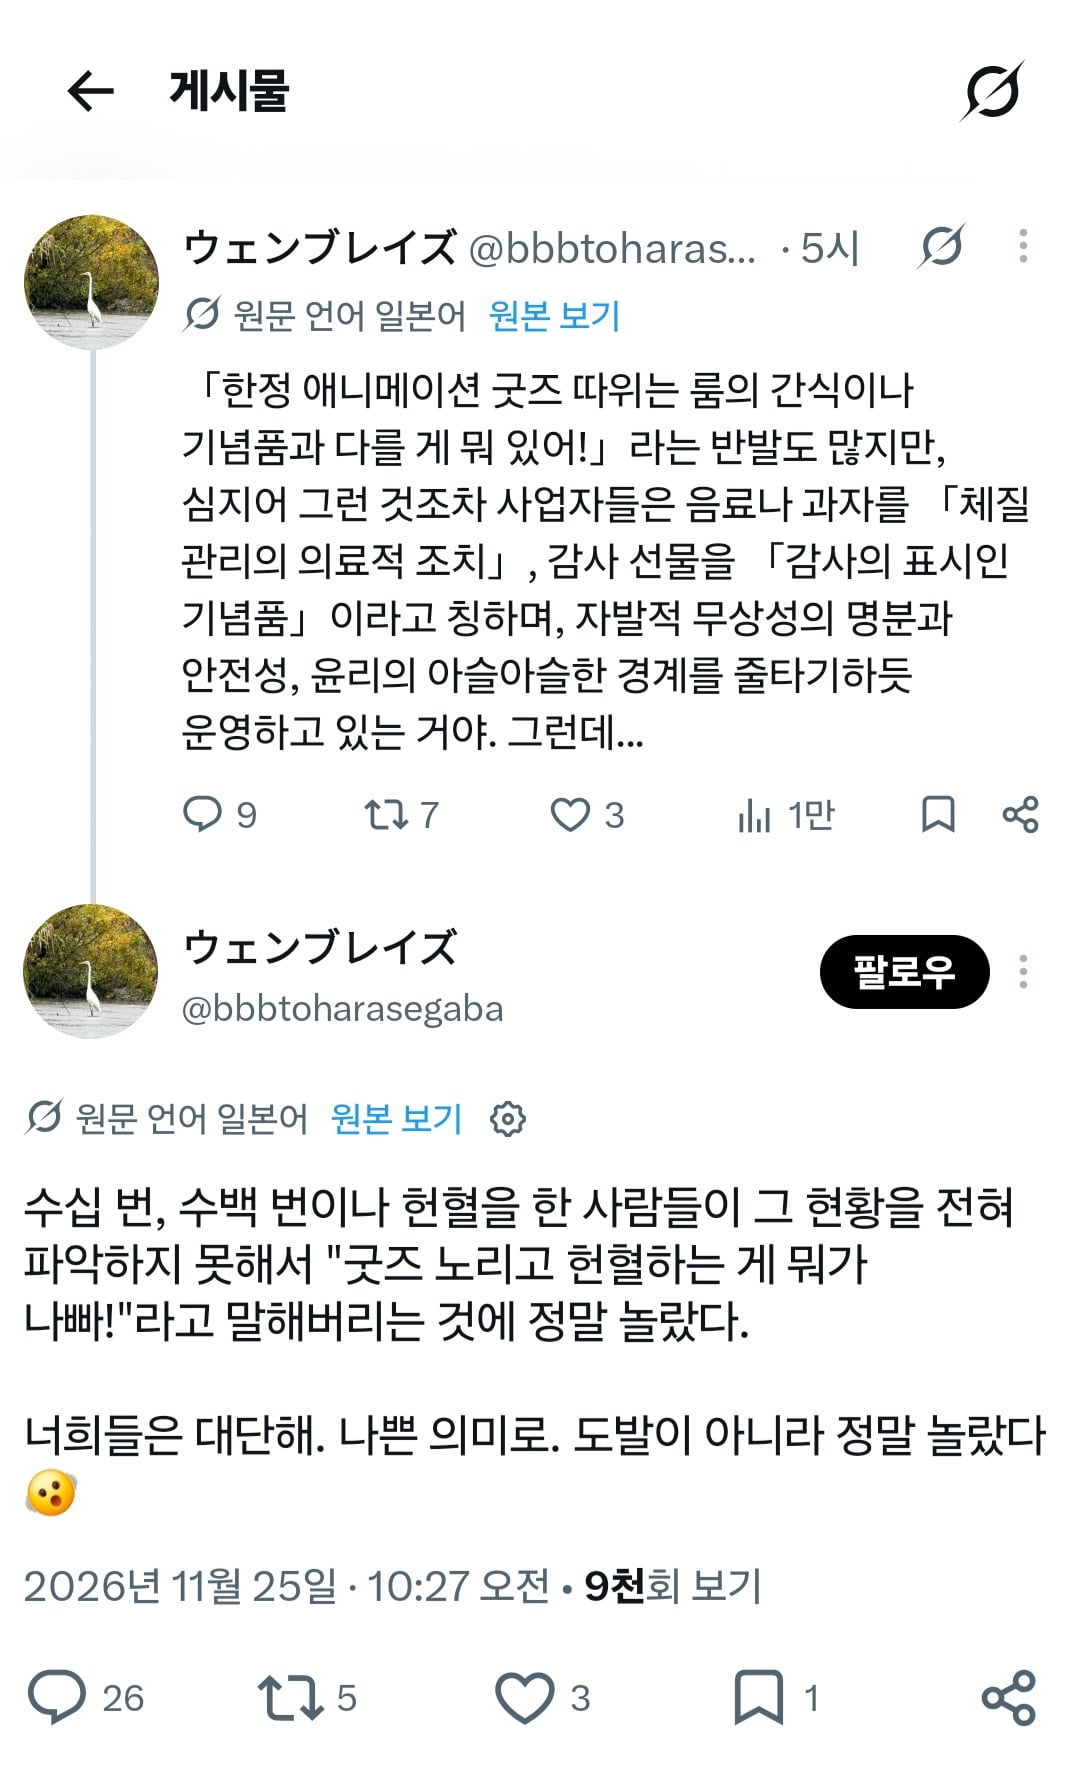 게시물
ウェンブレイズ @bbbtoharas... · 5시
원문 언어 일본어 원본 보기
「한정 애니메이션 굿즈 따위는 룸의 간식이나
기념품과 다를 게 뭐 있어!」라는 반발도 많지만,
심지어 그런 것조차 사업자들은 음료나 과자를 「체질
관리의 의료적 조치」, 감사 선물을 「감사의 표시인
기념품」이라고 칭하며, 자발적 무상성의 명분과
안전성, 윤리의 아슬아슬한 경계를 줄타기하듯
운영하고 있는 거야. 그런데...
9 7 3 1만
ウェンブレイズ
@bbbtoharasegaba
팔로우
원문 언어 일본어 원본 보기
수십 번, 수백 번이나 헌혈을 한 사람들이 그 현황을 전혀
파악하지 못해서 "굿즈 노리고 헌혈하는 게 뭐가
나빠!"라고 말해버리는 것에 정말 놀랐다.
너희들은 대단해. 나쁜 의미로. 도발이 아니라 정말 놀랐다
😮
2026년 11월 25일 · 10:27 오전 · 9천회 보기
26 5 3 1